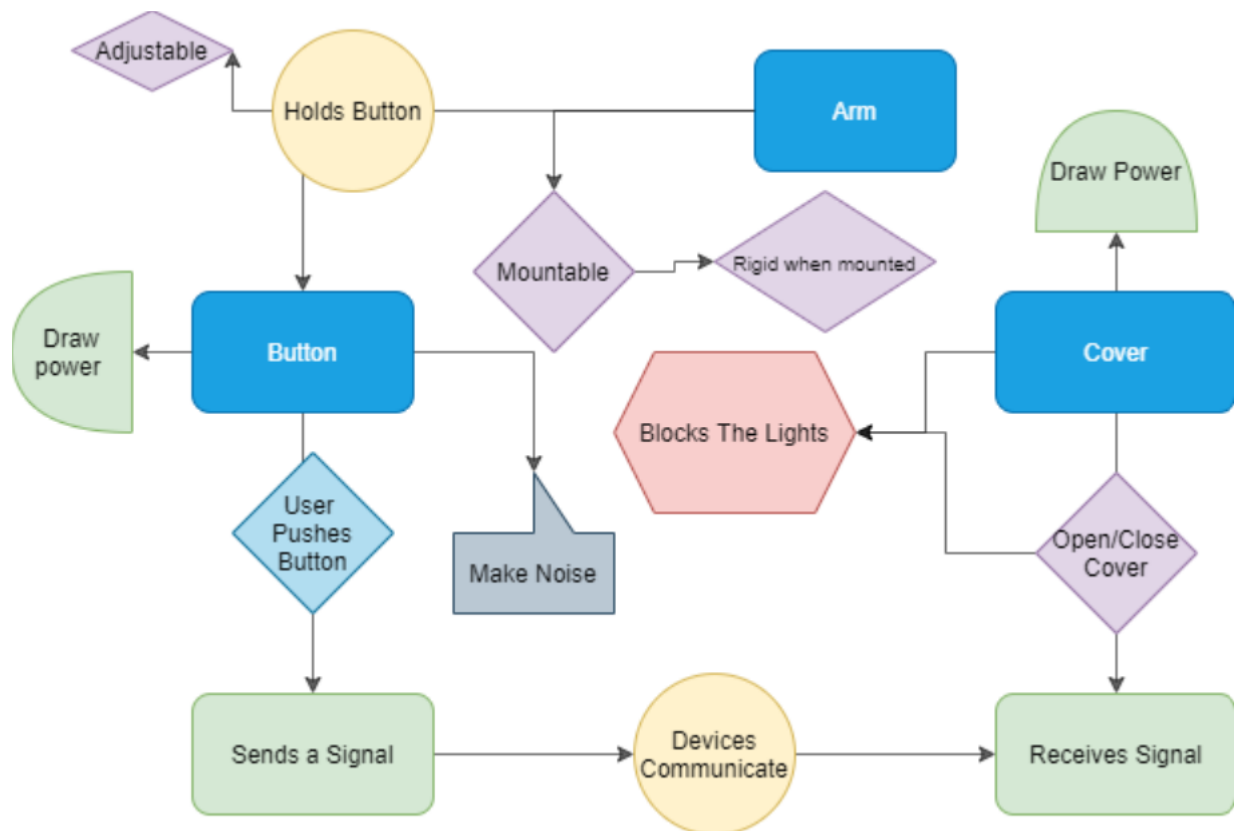 Adjustable
Holds Button
Arm
Draw Power
Mountable
Rigid when mounted
Draw
power
Button
Cover
Blocks The Lights
User
Pushes
Button
Make Noise
Open/Close
Cover
Sends a Signal
Devices
Communicate
Receives Signal